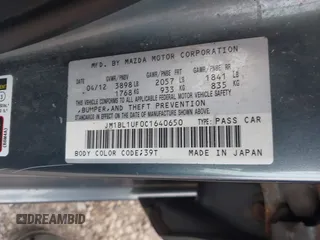 MFD. BY MAZDA MOTOR CORPORATION
DATE GVWR/PNBV GAWR/PNBE FR GAWR/PNBE RR
04/12 3898 LB 2057 LB 1841 LB
1768 KG 933 KG 835 KG
THIS VEHICLE CONFORMS TO ALL APPLICABLE FEDERAL MOTOR VEHICLE SAFETY,
BUMPER, AND THEFT PREVENTION
STANDARDS IN EFFECT ON THE DATE OF MANUFACTURE SHOWN ABOVE.
JM1BL1UF0C1640650 TYPE:PASS CAR
BODY COLOR CODE:39T MADE IN JAPAN
DREAMBID